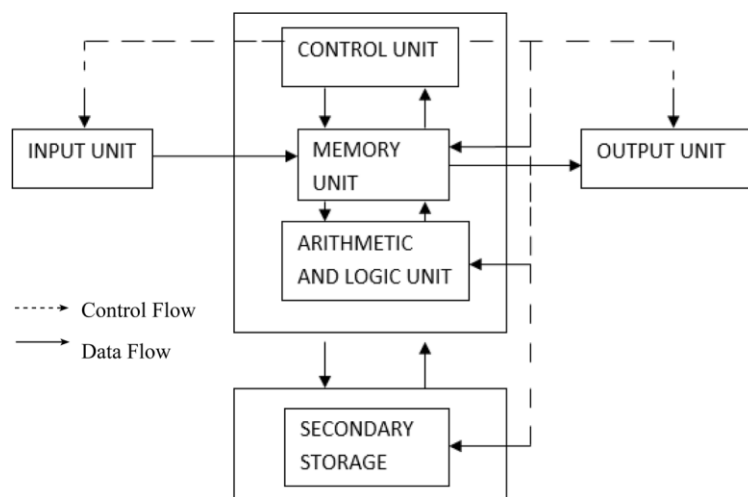 CONTROL UNIT
INPUT UNIT
MEMORY
UNIT
OUTPUT UNIT
ARITHMETIC
AND LOGIC UNIT
Control Flow
Data Flow
SECONDARY
STORAGE